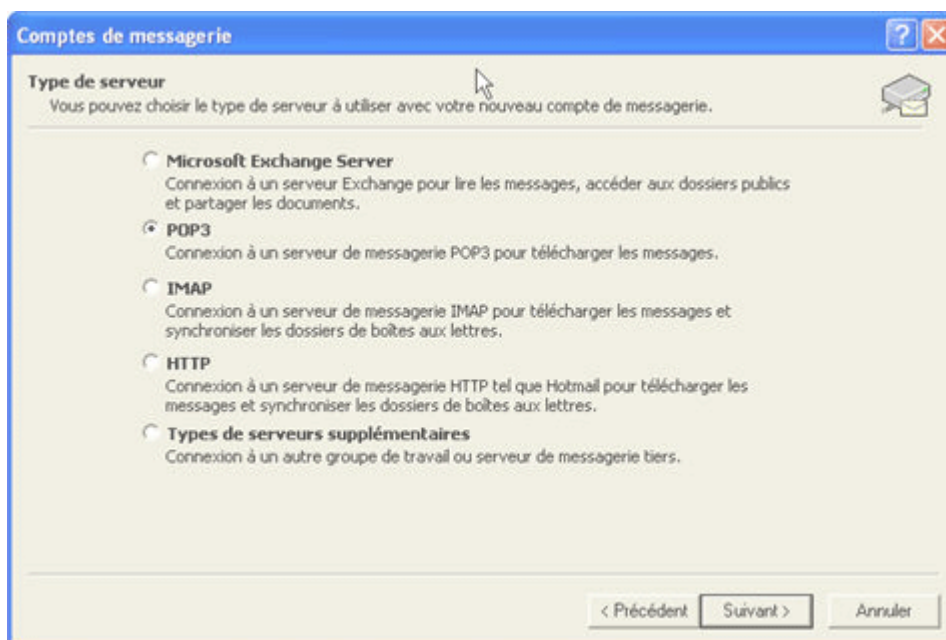 Comptes de messagerie
Type de serveur
Vous pouvez choisir le type de serveur à utiliser avec votre nouveau compte de messagerie.
Microsoft Exchange Server
Connexion à un serveur Exchange pour lire les messages, accéder aux dossiers publics
et partager les documents.
POP3
Connexion à un serveur de messagerie POP3 pour télécharger les messages.
IMAP
Connexion à un serveur de messagerie IMAP pour télécharger les messages et
synchroniser les dossiers de boîtes aux lettres.
HTTP
Connexion à un serveur de messagerie HTTP tel que Hotmail pour télécharger les
messages et synchroniser les dossiers de boîtes aux lettres.
Types de serveurs supplémentaires
Connexion à un autre groupe de travail ou serveur de messagerie tiers.
< Précédent Suivant > Annuler